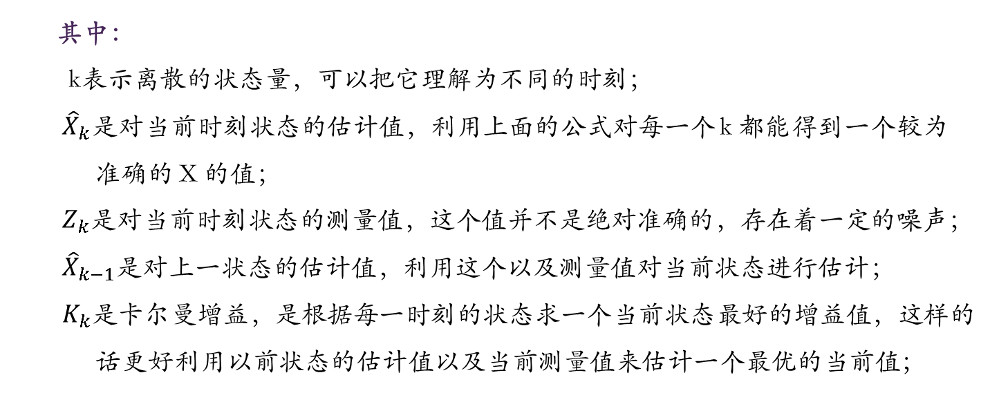 其中：
k表示离散的状态量，可以把它理解为不同的时刻；
X̂ₖ是对当前时刻状态的估计值，利用上面的公式对每一个k 都能得到一个较为
准确的 X 的值；
Zₖ是对当前时刻状态的测量值，这个值并不是绝对准确的，存在着一定的噪声；
X̂ₖ₋₁是对上一状态的估计值，利用这个以及测量值对当前状态进行估计；
Kₖ是卡尔曼增益，是根据每一时刻的状态求一个当前状态最好的增益值，这样的
话更好利用以前状态的估计值以及当前测量值来估计一个最优的当前值；